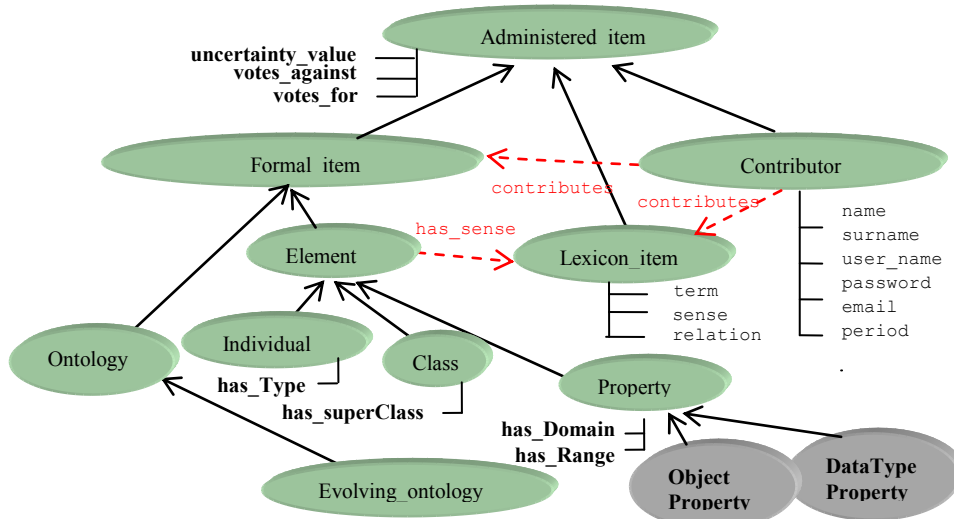 Administered item
uncertainty_value
votes_against
votes_for
Formal item
Contributor
contributes
contributes
name
surname
user_name
password
email
period
.
has_sense
Element
Lexicon_item
term
sense
relation
Ontology
Individual
Class
Property
has_Type
has_superClass
has_Domain
has_Range
Object
Property
DataType
Property
Evolving_ontology